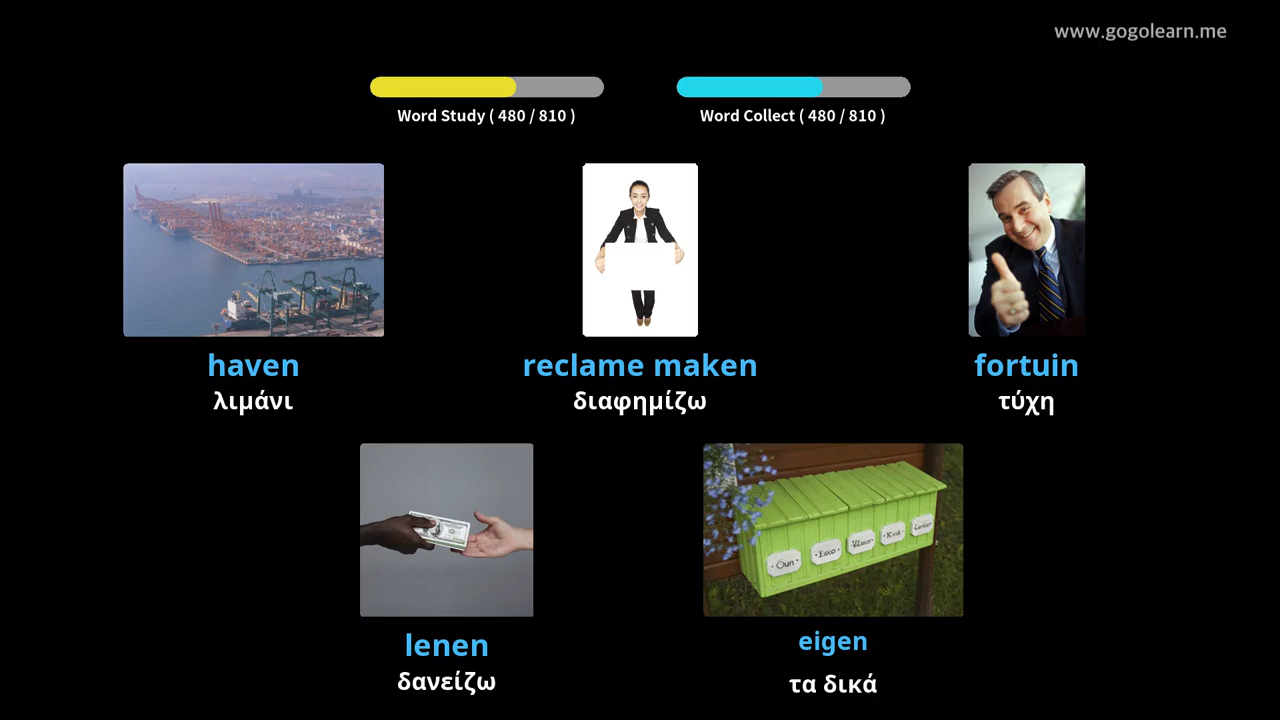 www.gogolearn.me
Word Study ( 480 / 810 )
Word Collect ( 480 / 810 )
haven
λιμάνι
reclame maken
διαφημίζω
fortuin
τύχη
lenen
δανείζω
eigen
τα δικά